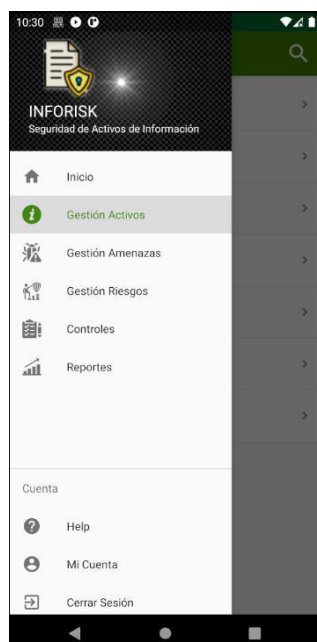 10:30
INFORISK
Seguridad de Activos de Información
Inicio
Gestión Activos
Gestión Amenazas
Gestión Riesgos
Controles
Reportes
Cuenta
Help
Mi Cuenta
Cerrar Sesión